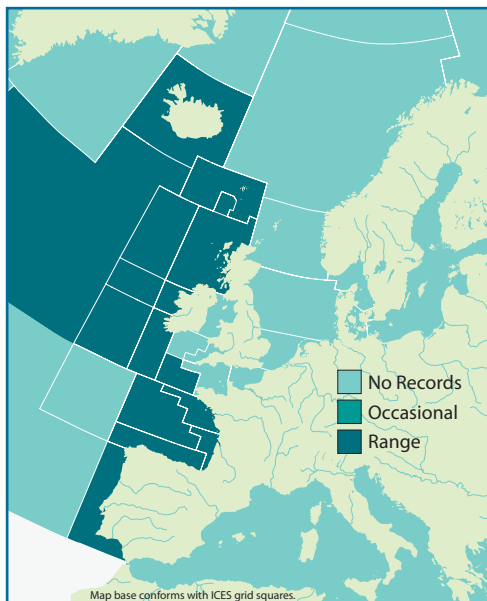 No Records
Occasional
Range
Map base conforms with ICES grid squares.